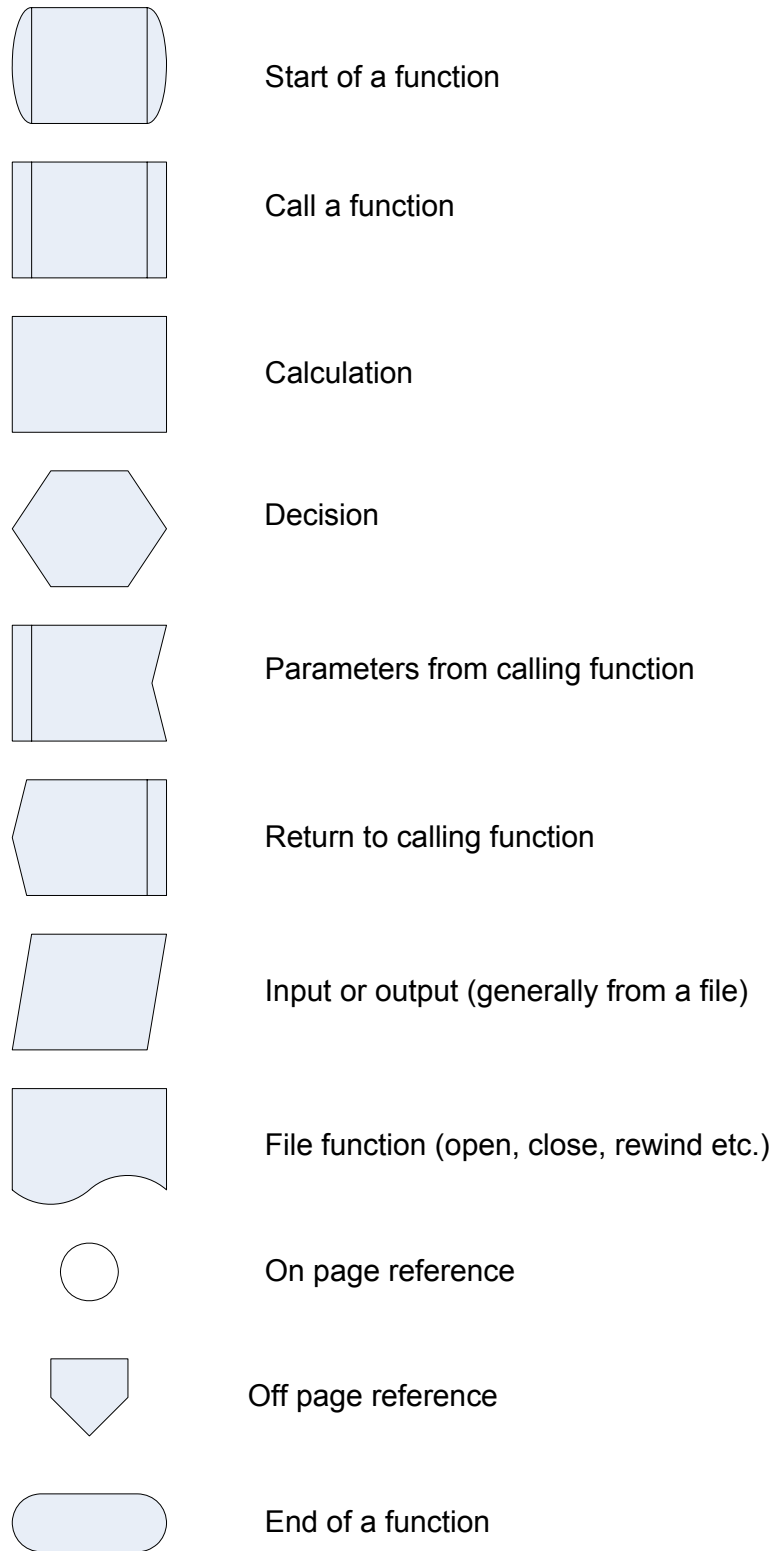 Start of a function
Call a function
Calculation
Decision
Parameters from calling function
Return to calling function
Input or output (generally from a file)
File function (open, close, rewind etc.)
On page reference
Off page reference
End of a function